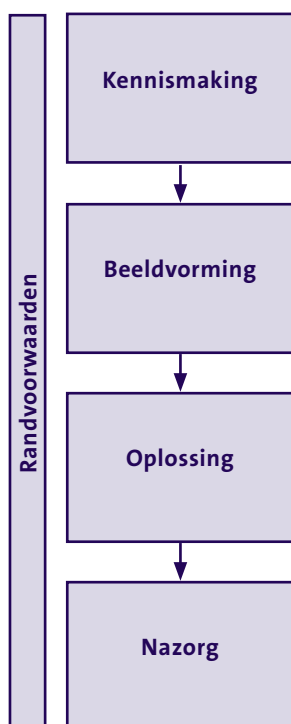 Randvoorwaarden
Kennismaking
Beeldvorming
Oplossing
Nazorg